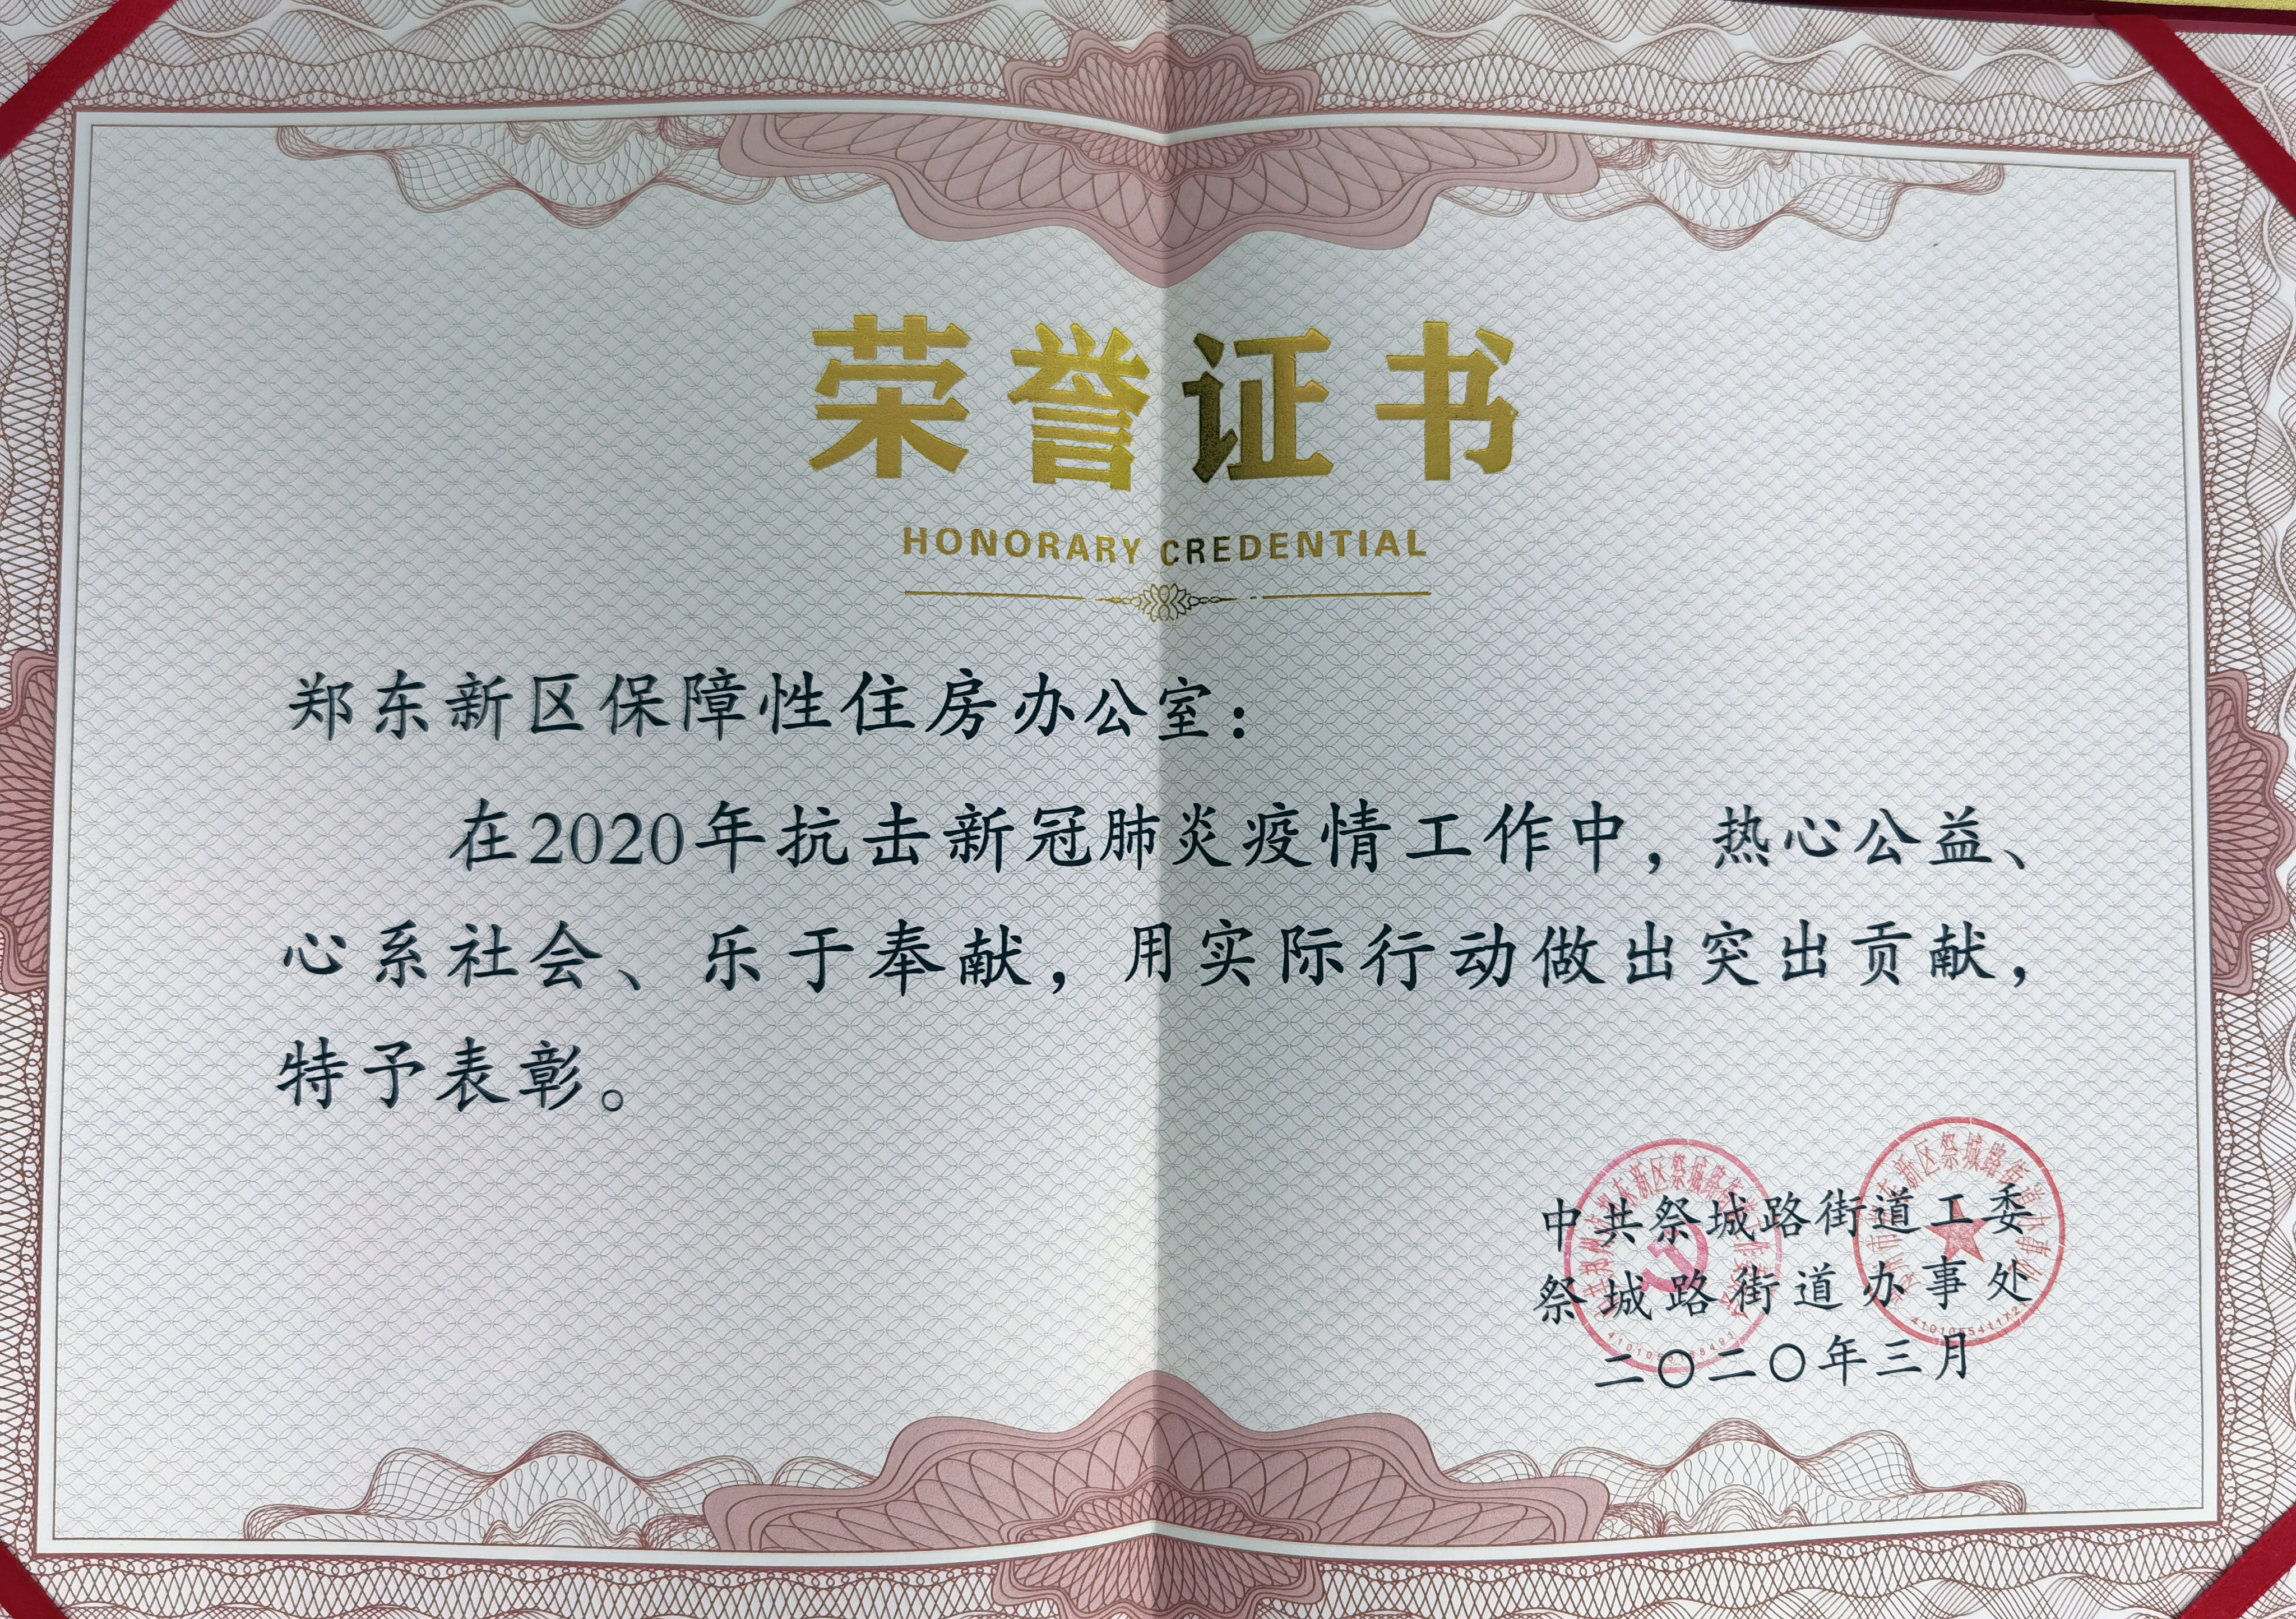 荣誉证书
HONORARY CREDENTIAL
郑东新区保障性住房办公室：
在2020年抗击新冠肺炎疫情工作中，热心公益、
心系社会、乐于奉献，用实际行动做出突出贡献，
特予表彰。
中共祭城路街道工委
祭城路街道办事处
二〇二〇年三月